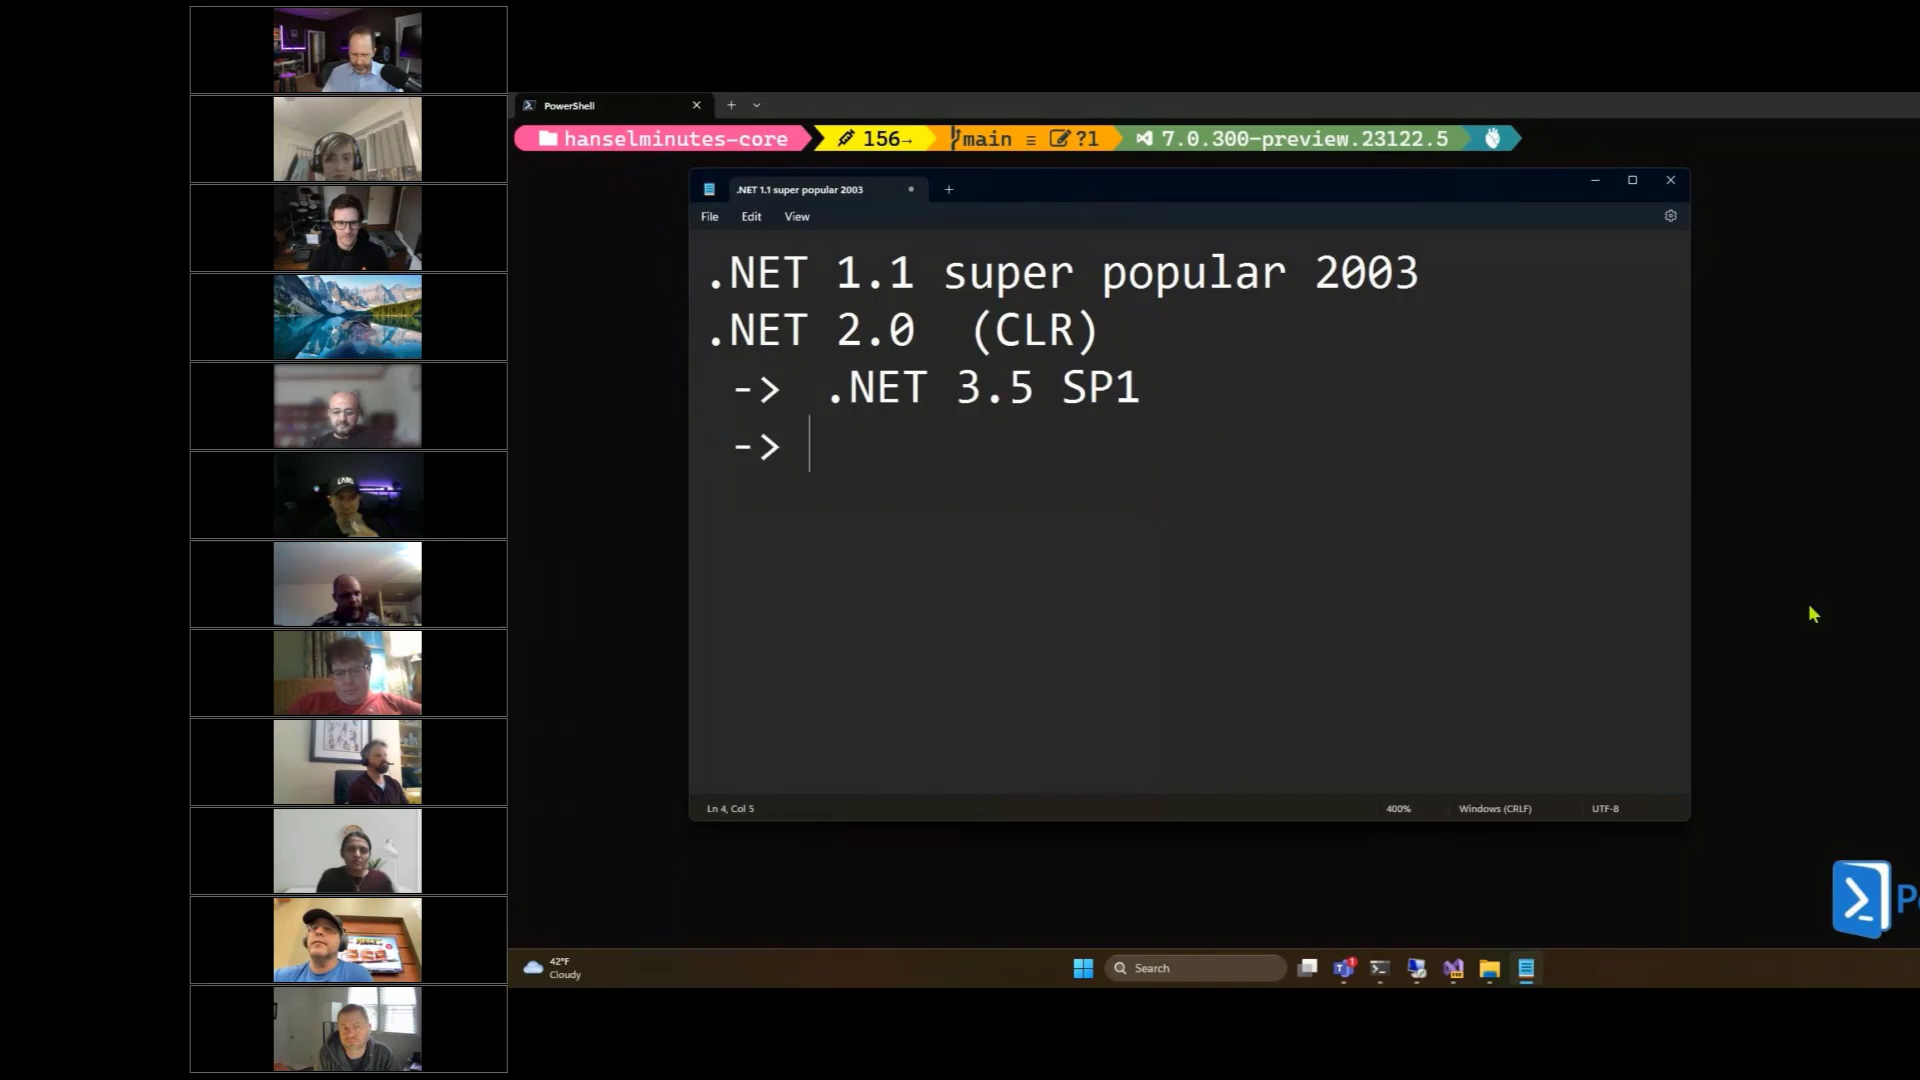 PowerShell
hanselminutes-core 156→ main ≡ ?1 7.0.300-preview.23122.5
.NET 1.1 super popular 2003
File Edit View
.NET 1.1 super popular 2003
.NET 2.0 (CLR)
-> .NET 3.5 SP1
->
Ln 4, Col 5 400% Windows (CRLF) UTF-8
42°F
Cloudy
Search